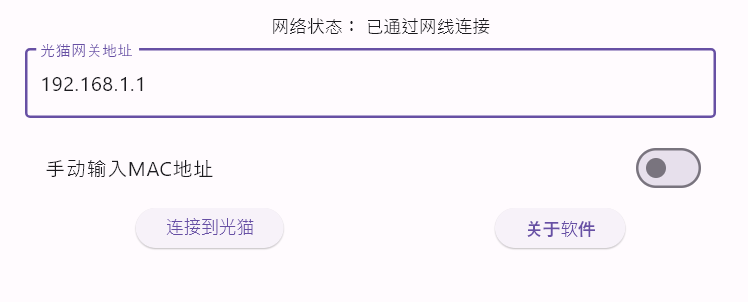 网络状态： 已通过网线连接
光猫网关地址
192.168.1.1
手动输入MAC地址
连接到光猫
关于软件